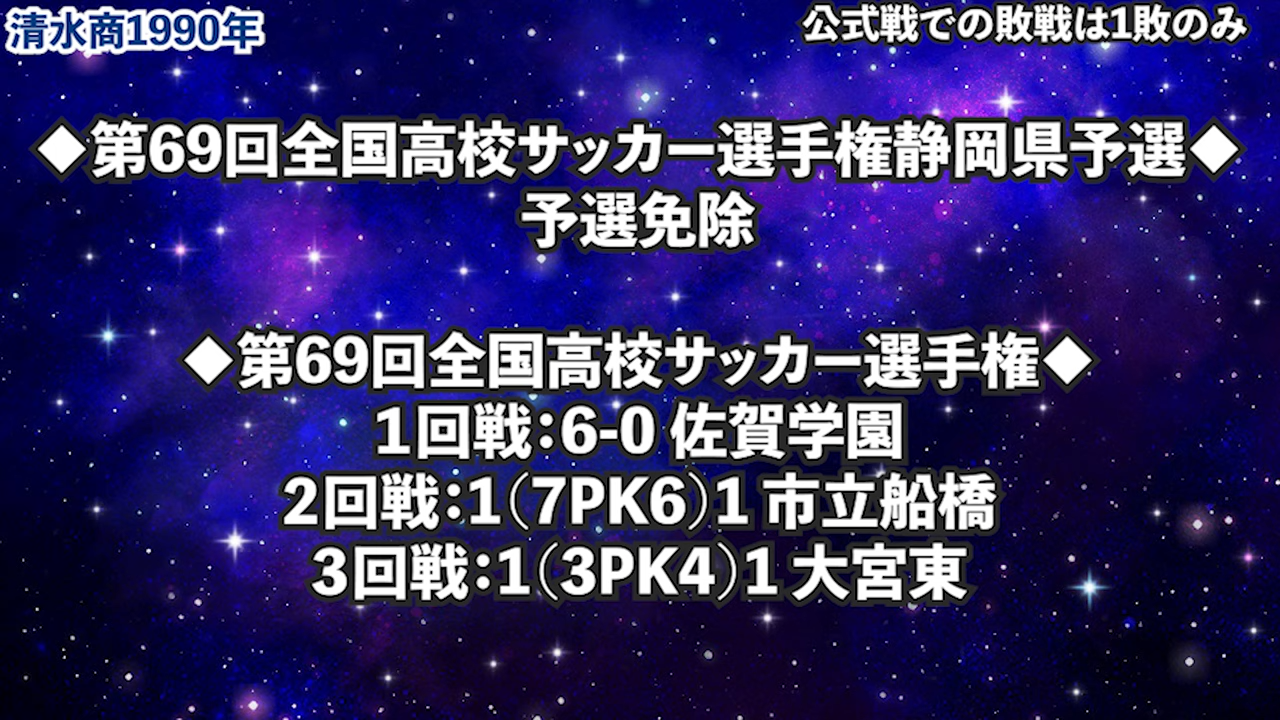 清水商1990年
公式戦での敗戦は1敗のみ
◆第69回全国高校サッカー選手権静岡県予選◆
予選免除
◆第69回全国高校サッカー選手権◆
1回戦:6-0 佐賀学園
2回戦:1(7PK6)1 市立船橋
3回戦:1(3PK4)1 大宮東